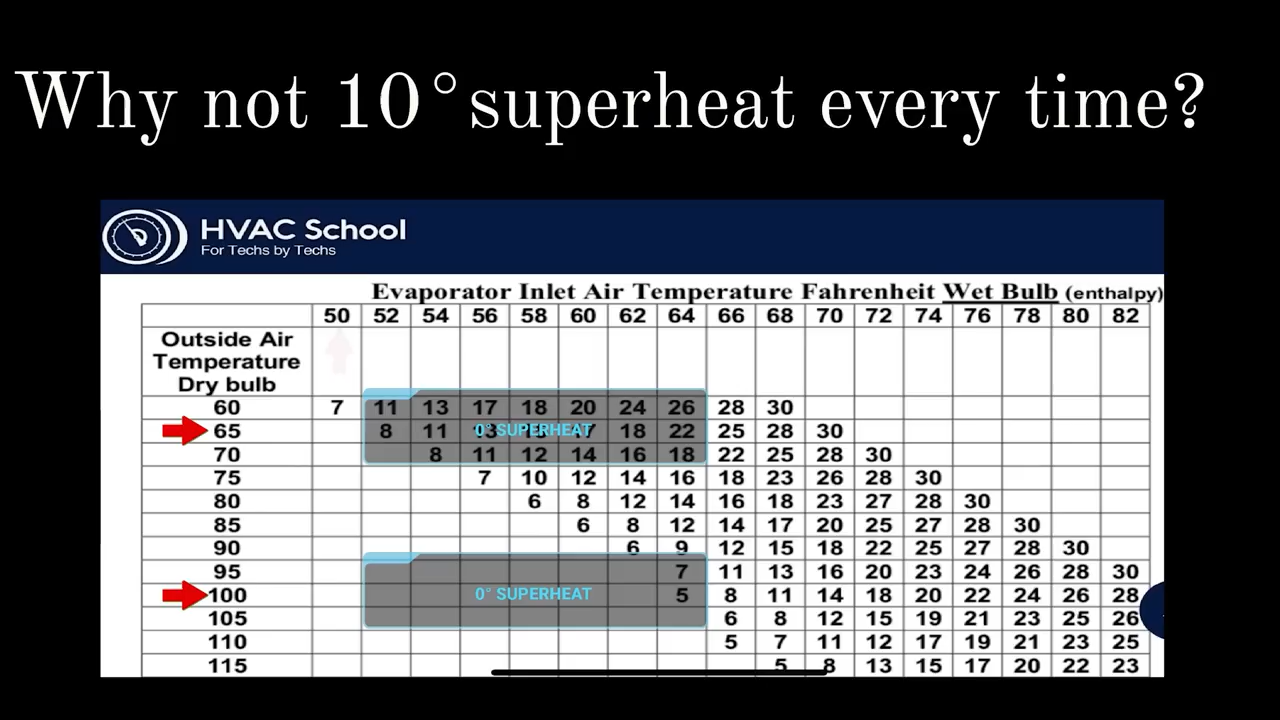 Why not 10° superheat every time?
HVAC School
For Techs by Techs
Evaporator Inlet Air Temperature Fahrenheit Wet Bulb (enthalpy)
50 52 54 56 58 60 62 64 66 68 70 72 74 76 78 80 82
Outside Air
Temperature
Dry bulb
60 7 11 13 17 18 20 24 26 28 30
65 8 11 13 17 18 22 25 28 30
0° SUPERHEAT
70 8 11 12 14 16 18 22 25 28 30
75 7 10 12 14 16 18 23 26 28 30
80 6 8 12 14 16 18 23 27 28 30
85 6 8 12 14 17 20 25 27 28 30
90 6 9 12 15 18 22 25 27 28 30
95 7 11 13 16 20 23 24 26 28 30
100 5 8 11 14 18 20 22 24 26 28
0° SUPERHEAT
105 6 8 12 15 19 21 23 25 26
110 5 7 11 12 17 19 21 23 25
115 5 8 13 15 17 20 22 23